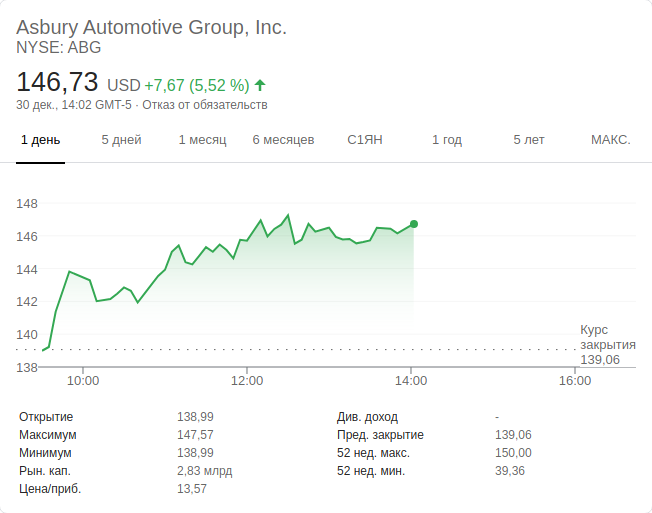 Asbury Automotive Group, Inc.
NYSE: ABG
146,73 USD +7,67 (5,52 %)
30 дек., 14:02 GMT-5 · Отказ от обязательств
1 день 5 дней 1 месяц 6 месяцев С1ЯН 1 год 5 лет МАКС.
148
146
144
142
140
138
Курс
закрытия
139,06
10:00 12:00 14:00 16:00
Открытие 138,99 Див. доход -
Максимум 147,57 Пред. закрытие 139,06
Минимум 138,99 52 нед. макс. 150,00
Рын. кап. 2,83 млрд 52 нед. мин. 39,36
Цена/приб. 13,57